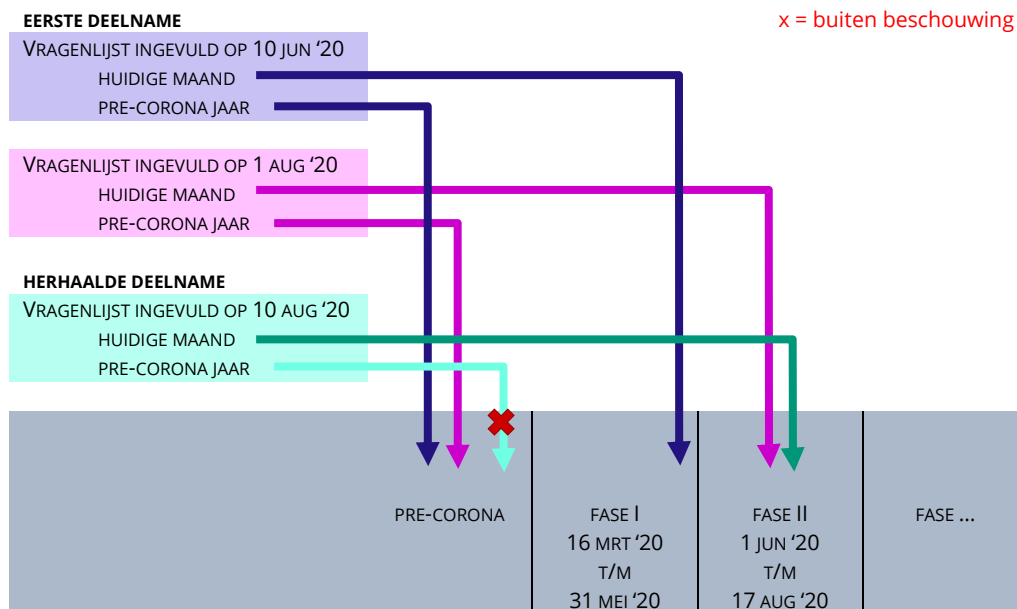 EERSTE DEELNAME
x = buiten beschouwing
VRAGENLIJST INGEVULD OP 10 JUN ‘20
HUIDIGE MAAND
PRE-CORONA JAAR
VRAGENLIJST INGEVULD OP 1 AUG ‘20
HUIDIGE MAAND
PRE-CORONA JAAR
HERHAALDE DEELNAME
VRAGENLIJST INGEVULD OP 10 AUG ‘20
HUIDIGE MAAND
PRE-CORONA JAAR
PRE-CORONA
FASE I
16 MRT ‘20
T/M
31 MEI ‘20
FASE II
1 JUN ‘20
T/M
17 AUG ‘20
FASE ...